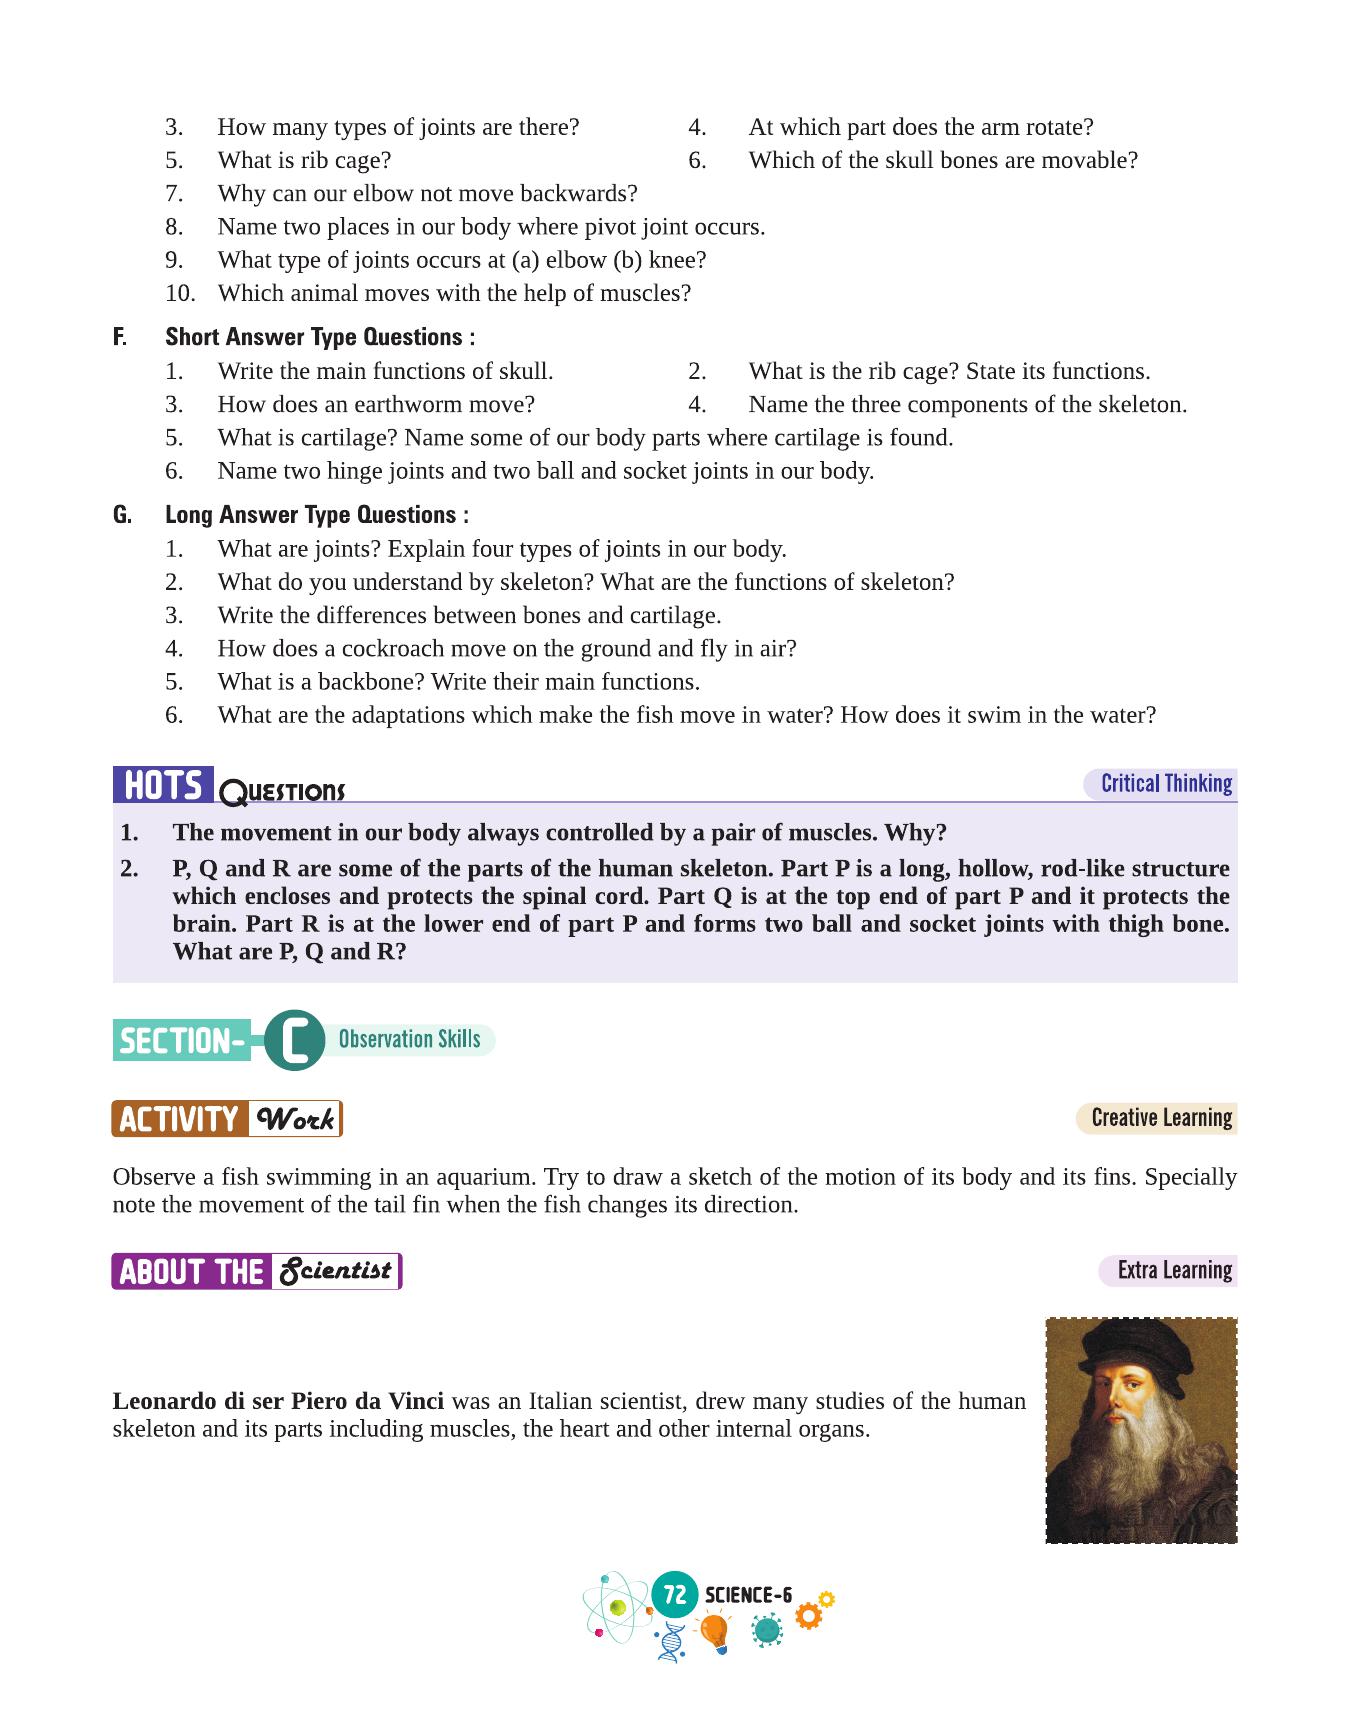 3. How many types of joints are there? 4. At which part does the arm rotate?
5. What is rib cage? 6. Which of the skull bones are movable?
7. Why can our elbow not move backwards?
8. Name two places in our body where pivot joint occurs.
9. What type of joints occurs at (a) elbow (b) knee?
10. Which animal moves with the help of muscles?
F. Short Answer Type Questions :
1. Write the main functions of skull. 2. What is the rib cage? State its functions.
3. How does an earthworm move? 4. Name the three components of the skeleton.
5. What is cartilage? Name some of our body parts where cartilage is found.
6. Name two hinge joints and two ball and socket joints in our body.
G. Long Answer Type Questions :
1. What are joints? Explain four types of joints in our body.
2. What do you understand by skeleton? What are the functions of skeleton?
3. Write the differences between bones and cartilage.
4. How does a cockroach move on the ground and fly in air?
5. What is a backbone? Write their main functions.
6. What are the adaptations which make the fish move in water? How does it swim in the water?
HOTS Questions Critical Thinking
1. The movement in our body always controlled by a pair of muscles. Why?
2. P, Q and R are some of the parts of the human skeleton. Part P is a long, hollow, rod-like structure
which encloses and protects the spinal cord. Part Q is at the top end of part P and it protects the
brain. Part R is at the lower end of part P and forms two ball and socket joints with thigh bone.
What are P, Q and R?
SECTION- C Observation Skills
ACTIVITY Work Creative Learning
Observe a fish swimming in an aquarium. Try to draw a sketch of the motion of its body and its fins. Specially
note the movement of the tail fin when the fish changes its direction.
ABOUT THE Scientist Extra Learning
Leonardo di ser Piero da Vinci was an Italian scientist, drew many studies of the human
skeleton and its parts including muscles, the heart and other internal organs.
72 SCIENCE-6